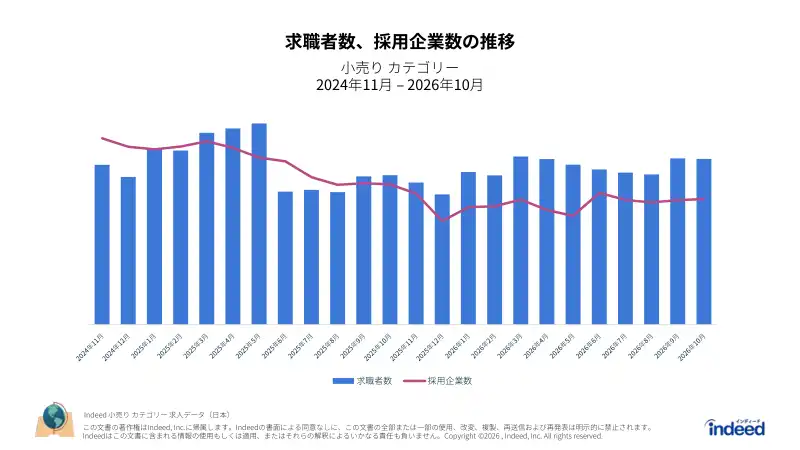 求職者数、採用企業数の推移
小売り カテゴリー
2024年11月 – 2026年10月
2024年11月
2024年12月
2025年1月
2025年2月
2025年3月
2025年4月
2025年5月
2025年6月
2025年7月
2025年8月
2025年9月
2025年10月
2025年11月
2025年12月
2026年1月
2026年2月
2026年3月
2026年4月
2026年5月
2026年6月
2026年7月
2026年8月
2026年9月
2026年10月
求職者数 採用企業数
Indeed 小売り カテゴリー 求人データ（日本）
この文書の著作権はIndeed, Inc.に帰属します。Indeedの書面による同意なしに、この文書の全部または一部の使用、改変、複製、再送信および再発表は明示的に禁止されます。
Indeedはこの文書に含まれる情報の使用もしくは適用、またはそれらの解釈によるいかなる責任も負いません。Copyright ©2026 , Indeed, Inc. All rights reserved.
インディード
indeed